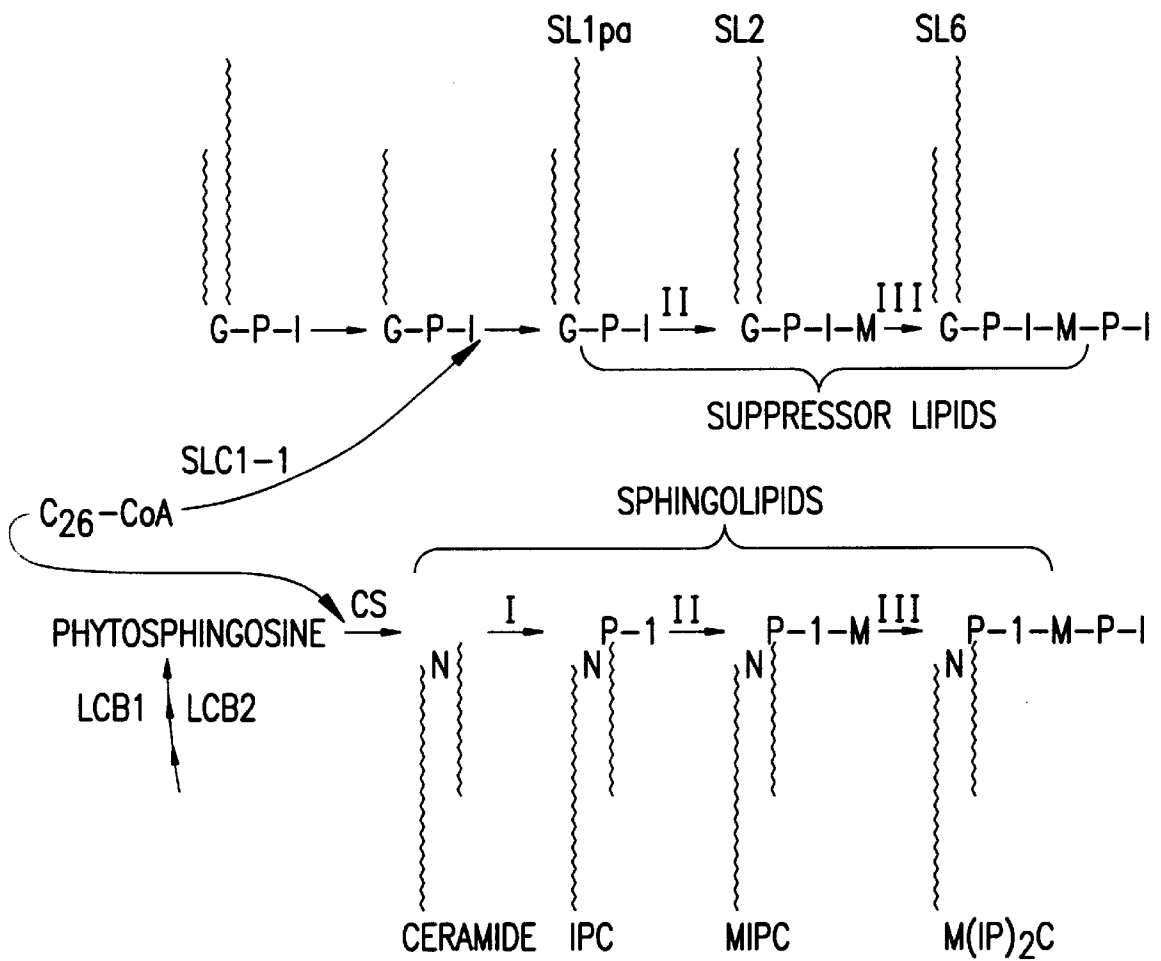 SL1pa SL2 SL6
II III
G-P-I G-P-I G-P-I G-P-I-M G-P-I-M-P-I
SUPPRESSOR LIPIDS
SLC1-1
C26-CoA
SPHINGOLIPIDS
CS I II III
PHYTOSPHINGOSINE P-1 P-1-M P-1-M-P-I
N N N N
LCB1 LCB2
CERAMIDE IPC MIPC M(IP)2C